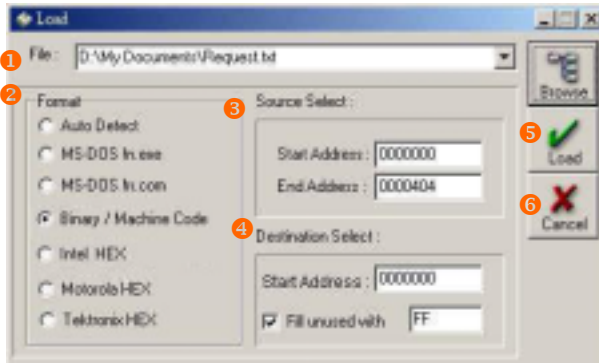 Load
1 File : D:\My Documents\Request.txt
Browse
2 Format
Auto Detect
MS-DOS fn.exe
MS-DOS fn.com
Binary / Machine Code
Intel HEX
Motorola HEX
Tektronix HEX
3 Source Select :
Start Address : 0000000
End Address : 0000404
4 Destination Select :
Start Address : 0000000
Fill unused with FF
5 Load
6 Cancel